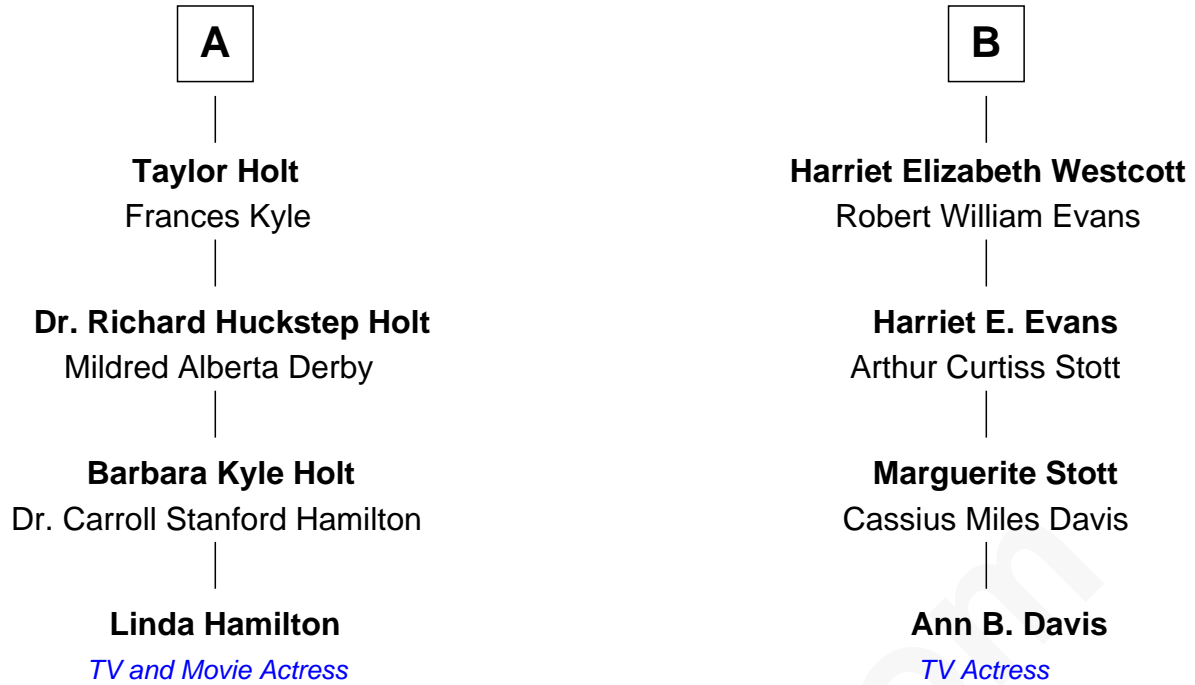 A
Taylor Holt
Frances Kyle
Dr. Richard Huckstep Holt
Mildred Alberta Derby
Barbara Kyle Holt
Dr. Carroll Stanford Hamilton
Linda Hamilton
TV and Movie Actress
B
Harriet Elizabeth Westcott
Robert William Evans
Harriet E. Evans
Arthur Curtiss Stott
Marguerite Stott
Cassius Miles Davis
Ann B. Davis
TV Actress